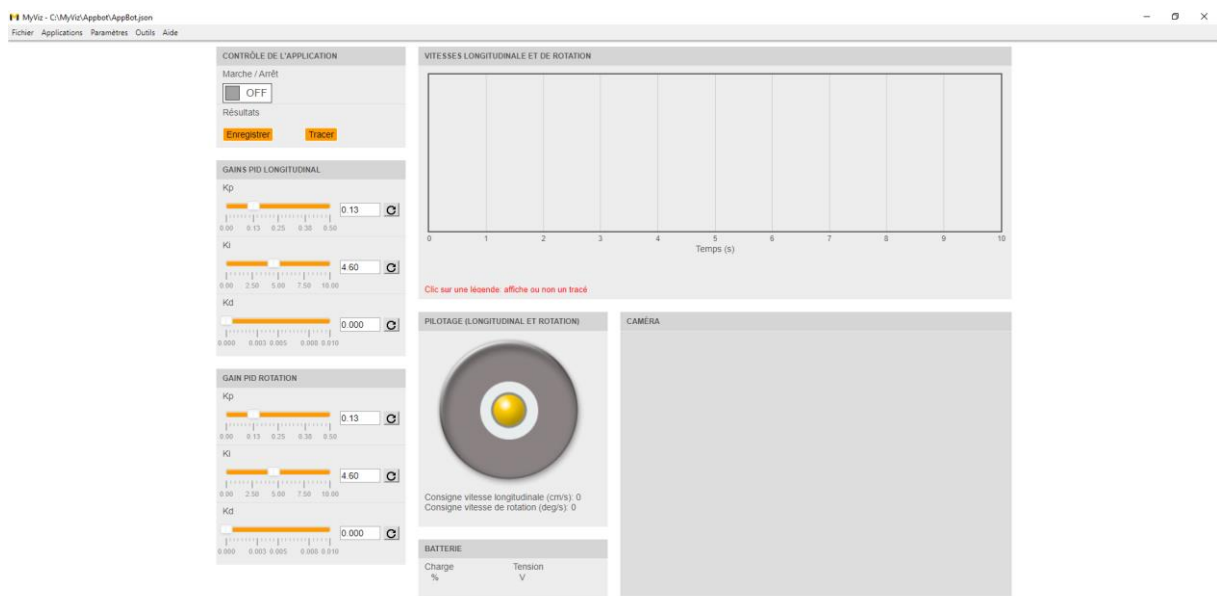 MyViz - C:\MyViz\Appbot\AppBot.json
Fichier Applications Paramètres Outils Aide
CONTRÔLE DE L'APPLICATION
Marche / Arrêt
OFF
Résultats
Enregistrer Tracer
GAINS PID LONGITUDINAL
Kp
0.13
0.00 0.13 0.25 0.38 0.50
Ki
4.60
0.00 2.50 5.00 7.50 10.00
Kd
0.000
0.000 0.003 0.005 0.008 0.010
GAIN PID ROTATION
Kp
0.13
0.00 0.13 0.25 0.38 0.50
Ki
4.60
0.00 2.50 5.00 7.50 10.00
Kd
0.000
0.000 0.003 0.005 0.008 0.010
VITESSES LONGITUDINALE ET DE ROTATION
0 1 2 3 4 5 6 7 8 9 10
Temps (s)
Clic sur une légende: affiche ou non un tracé
PILOTAGE (LONGITUDINAL ET ROTATION)
Consigne vitesse longitudinale (cm/s): 0
Consigne vitesse de rotation (deg/s): 0
BATTERIE
Charge Tension
% V
CAMÉRA